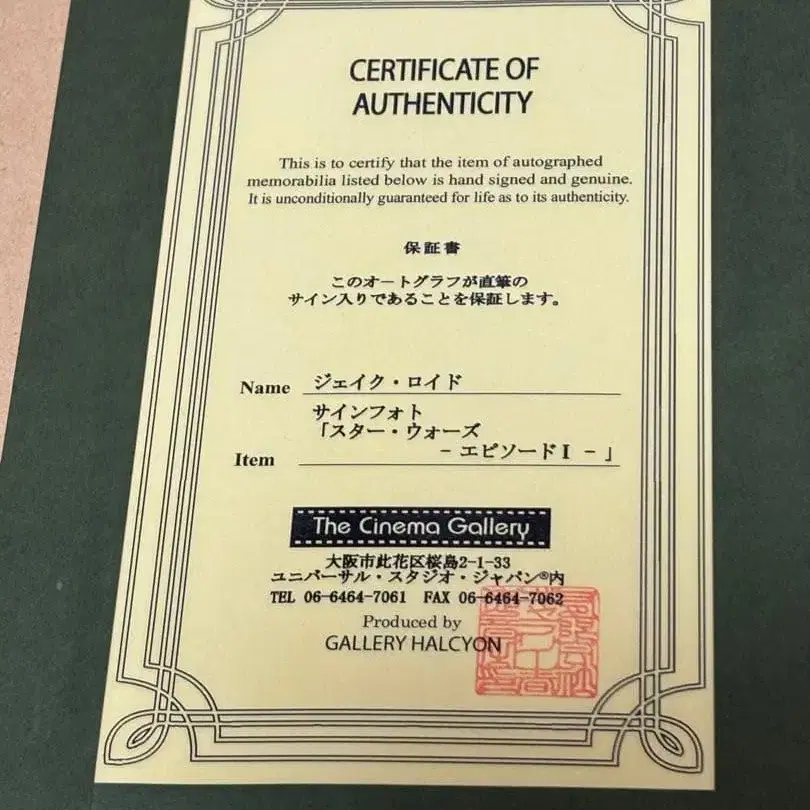 CERTIFICATE OF
AUTHENTICITY
This is to certify that the item of autographed
memorabilia listed below is hand signed and genuine.
It is unconditionally guaranteed for life as to its authenticity.
保証書
このオートグラフが直筆の
サイン入りであることを保証します。
Name ジェイク・ロイド
サインフォト
「スター・ウォーズ
Item －エピソードⅠ－」
The Cinema Gallery
大阪市此花区桜島2-1-33
ユニバーサル・スタジオ・ジャパン®内
TEL 06-6464-7061 FAX 06-6464-7062
Produced by
GALLERY HALCYON